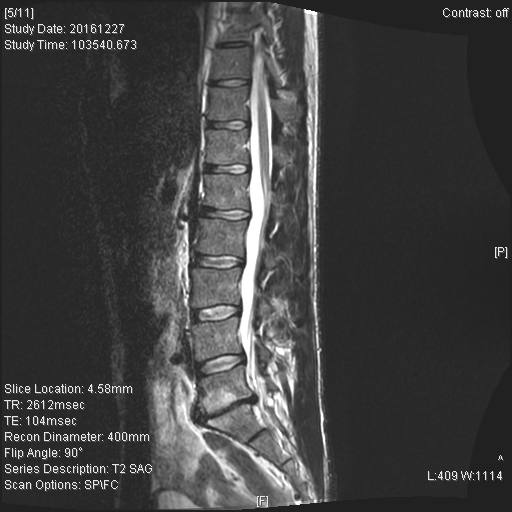 [5/11]
Study Date: 20161227
Study Time: 103540.673
Contrast: off
[P]
Slice Location: 4.58mm
TR: 2612msec
TE: 104msec
Recon Dinameter: 400mm
Flip Angle: 90°
Series Description: T2 SAG
Scan Options: SP\FC
^
L:409 W:1114
[F]